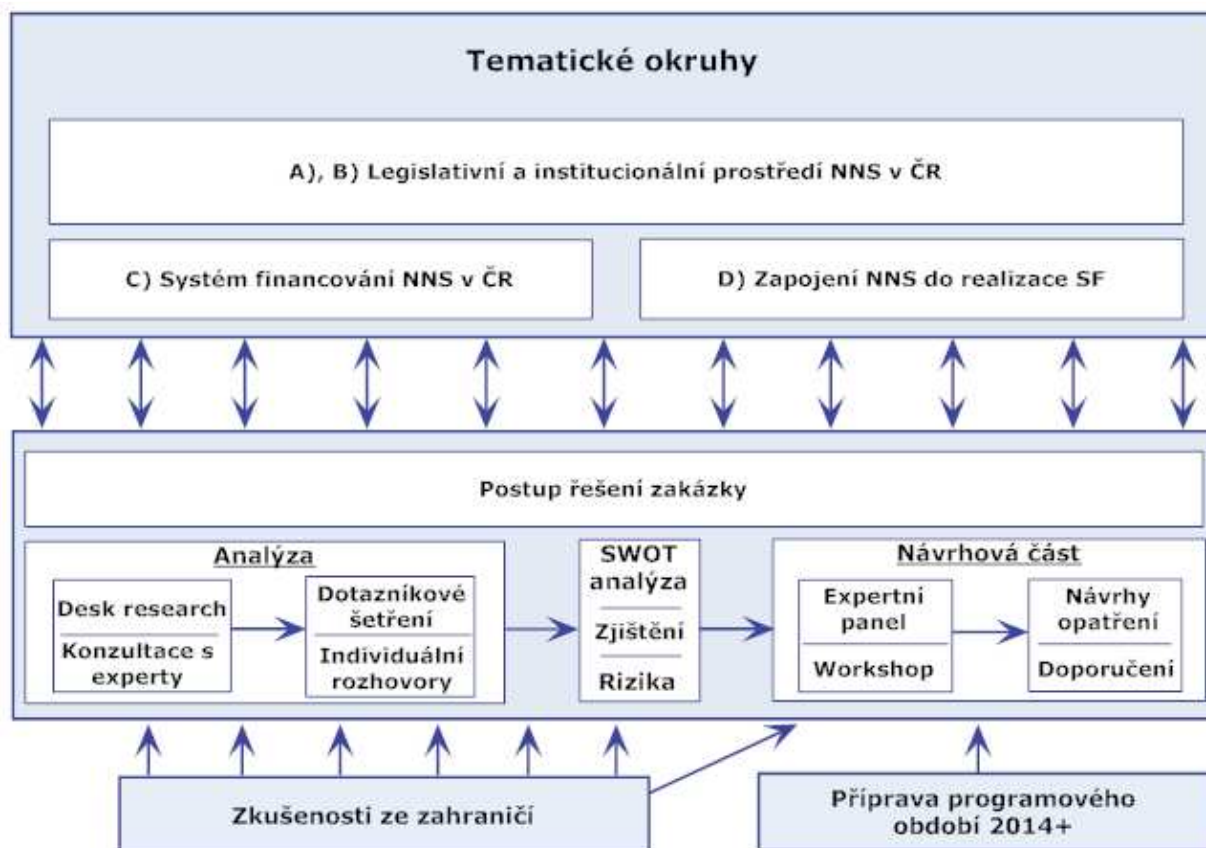 Tematické okruhy
A), B) Legislativní a institucionální prostředí NNS v ČR
C) Systém financování NNS v ČR
D) Zapojení NNS do realizace SF
Postup řešení zakázky
Analýza
Desk research
Konzultace s
experty
Dotazníkové
šetření
Individuální
rozhovory
SWOT
analýza
Zjištění
Rizika
Návrhová část
Expertní
panel
Workshop
Návrhy
opatření
Doporučení
Zkušenosti ze zahraničí
Příprava programového
období 2014+